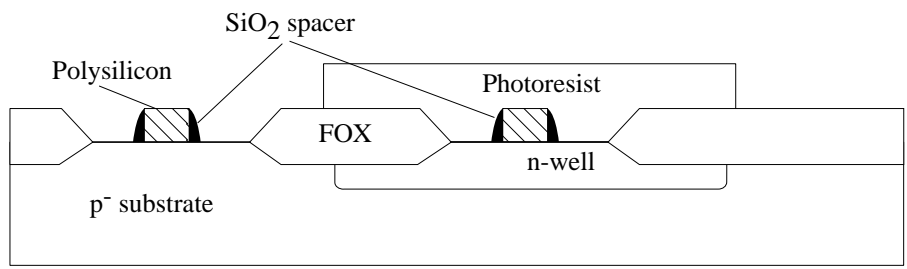 SiO2 spacer
Polysilicon
Photoresist
FOX
n-well
p- substrate